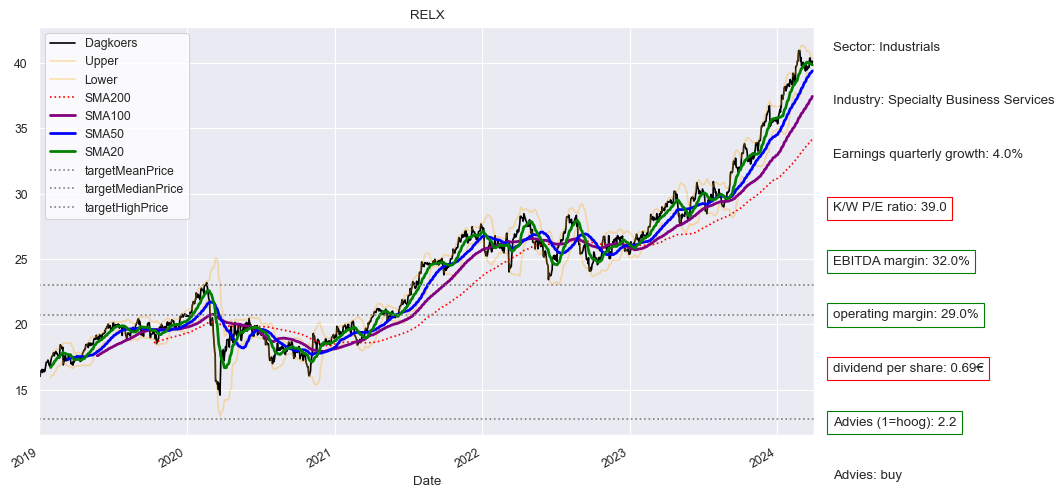 RELX
Dagkoers
Upper
Lower
SMA200
SMA100
SMA50
SMA20
targetMeanPrice
targetMedianPrice
targetHighPrice
40
35
30
25
20
15
2019
2020
2021
2022
2023
2024
Date
Sector: Industrials
Industry: Specialty Business Services
Earnings quarterly growth: 4.0%
K/W P/E ratio: 39.0
EBITDA margin: 32.0%
operating margin: 29.0%
dividend per share: 0.69€
Advies (1=hoog): 2.2
Advies: buy